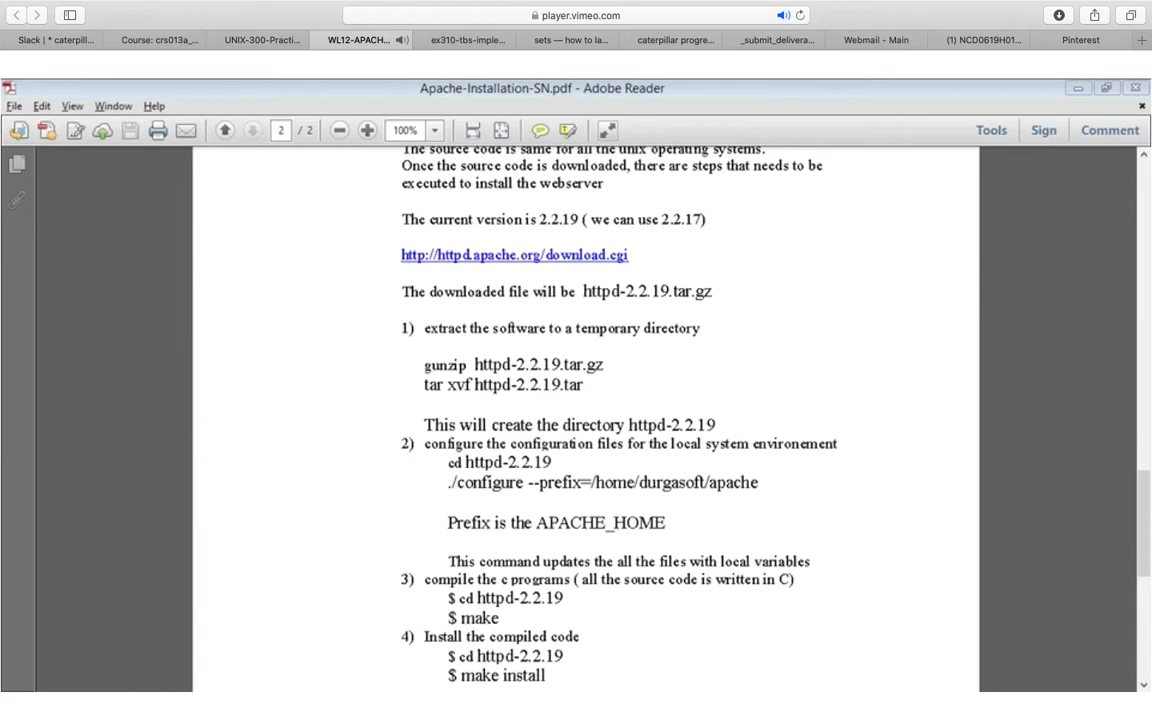 player.vimeo.com
Slack | * caterpill... Course: crs013a_... UNIX-300-Practi... WL12-APACH... ex310-tbs-imple... sets — how to la... caterpillar progre... _submit_delivera... Webmail - Main (1) NCD0619H01... Pinterest
Apache-Installation-SN.pdf - Adobe Reader
File Edit View Window Help
2 / 2 100% Tools Sign Comment
The source code is same for all the unix operating systems.
Once the source code is downloaded, there are steps that needs to be
executed to install the webserver
The current version is 2.2.19 ( we can use 2.2.17)
http://httpd.apache.org/download.cgi
The downloaded file will be httpd-2.2.19.tar.gz
1) extract the software to a temporary directory
gunzip httpd-2.2.19.tar.gz
tar xvf httpd-2.2.19.tar
This will create the directory httpd-2.2.19
2) configure the configuration files for the local system environement
cd httpd-2.2.19
./configure --prefix=/home/durgasoft/apache
Prefix is the APACHE_HOME
This command updates the all the files with local variables
3) compile the c programs ( all the source code is written in C)
$ cd httpd-2.2.19
$ make
4) Install the compiled code
$ cd httpd-2.2.19
$ make install